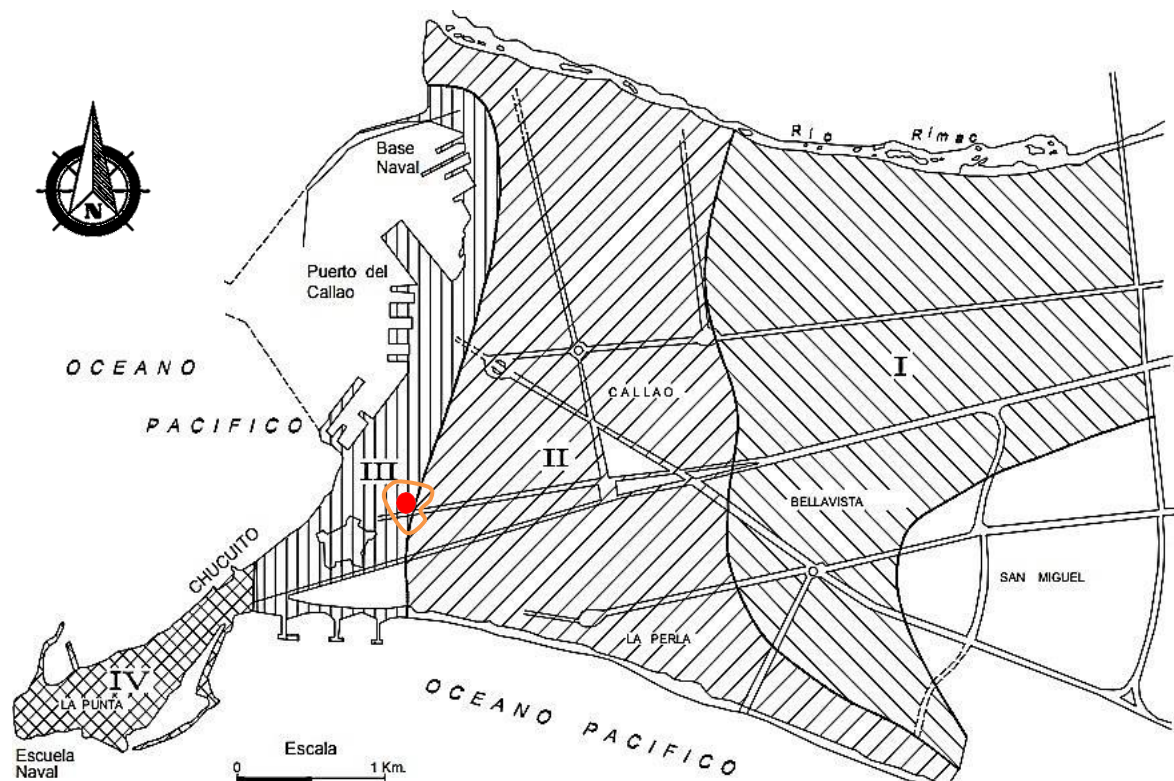 N
Base
Naval
Río Rímac
Puerto del
Callao
OCEANO
PACIFICO
I
CALLAO
II
III
BELLAVISTA
CHUCUITO
SAN MIGUEL
LA PERLA
IV
LA PUNTA
OCEANO PACIFICO
Escuela
Naval
Escala
0 1 Km.